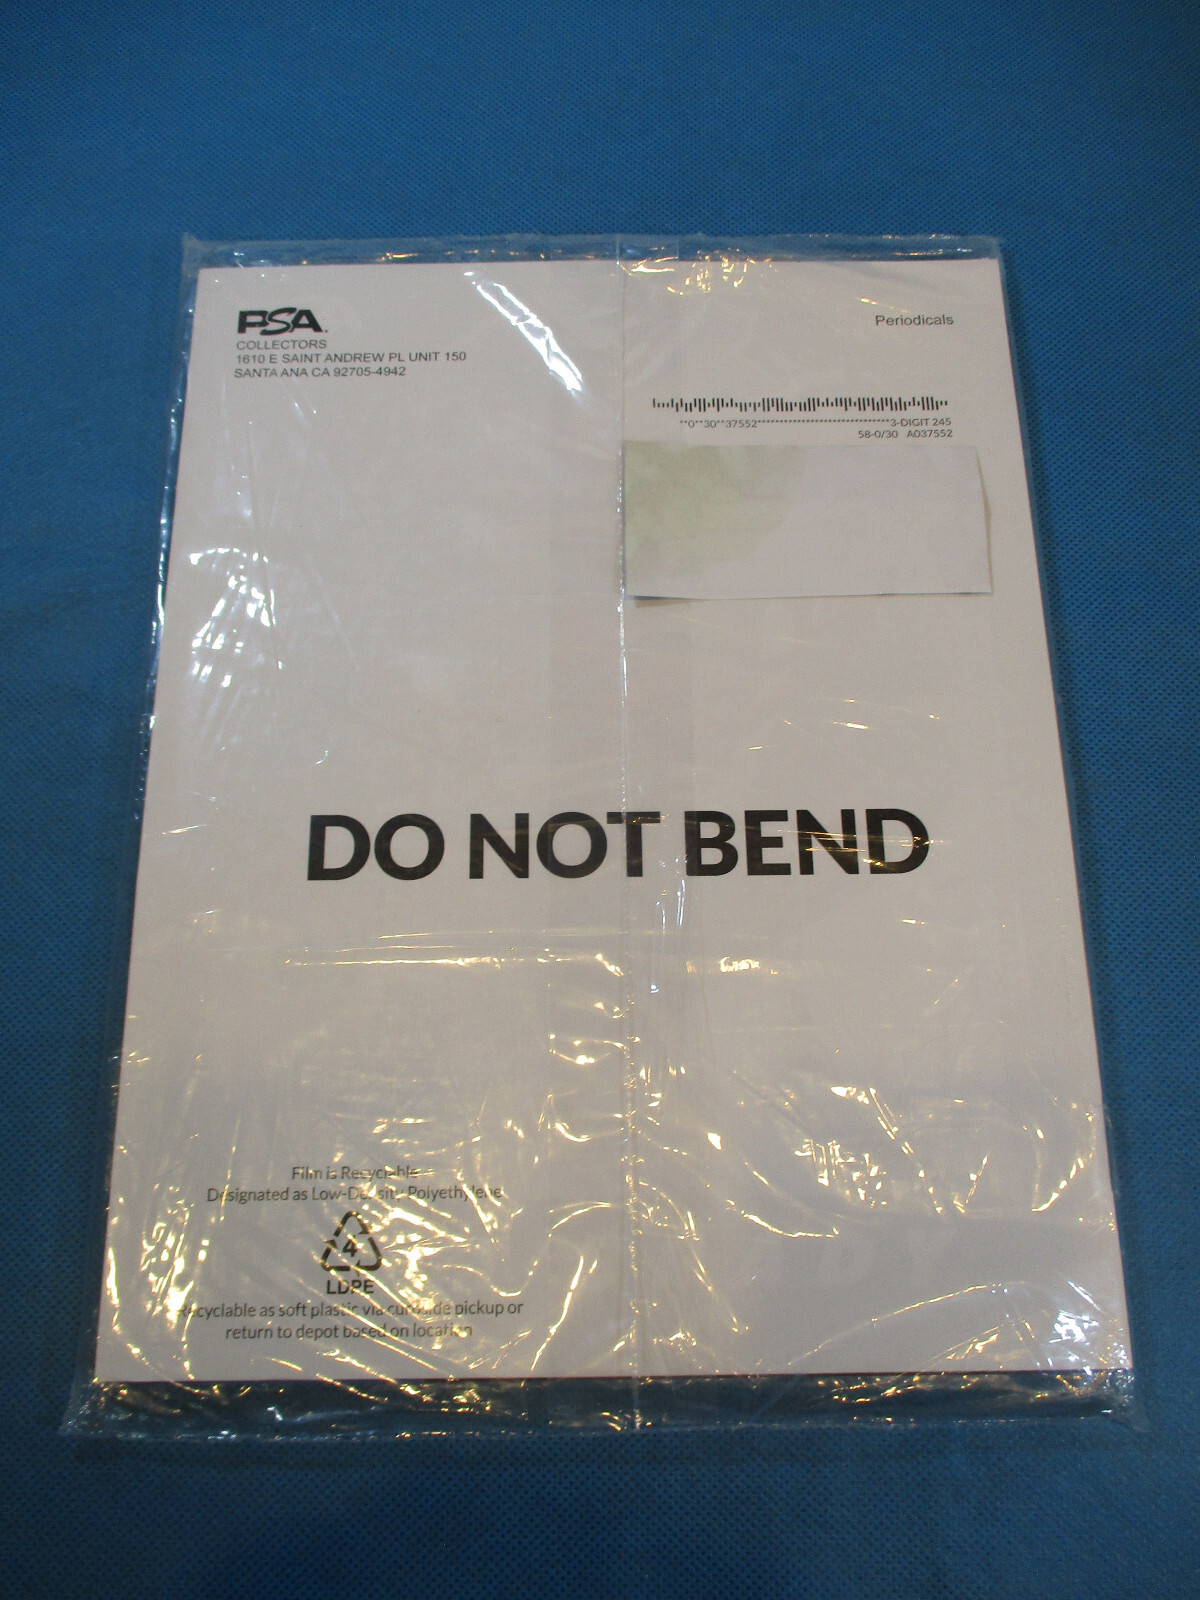 PSA
COLLECTORS
1610 E SAINT ANDREW PL UNIT 150
SANTA ANA CA 92705-4942
Periodicals
**0**30**37552******************************3-DIGIT 245
58-0/30 A037552
DO NOT BEND
Film is Recyclable
Designated as Low-Density Polyethylene
4
LDPE
Recyclable as soft plastic via curbside pickup or
return to depot based on location